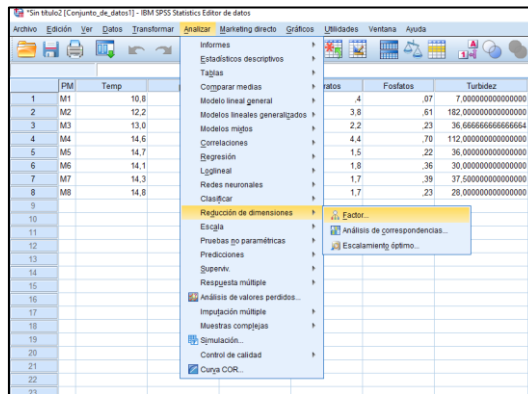 *Sin título2 [Conjunto_de_datos1] - IBM SPSS Statistics Editor de datos
Archivo Edición Ver Datos Transformar Analizar Marketing directo Gráficos Utilidades Ventana Ayuda
Informes
Estadísticos descriptivos
Tablas
Comparar medias
Modelo lineal general
Modelos lineales generalizados
Modelos mixtos
Correlaciones
Regresión
Loglineal
Redes neuronales
Clasificar
Reducción de dimensiones
Escala
Pruebas no paramétricas
Predicciones
Superviv.
Respuesta múltiple
Análisis de valores perdidos...
Imputación múltiple
Muestras complejas
Simulación...
Control de calidad
Curva COR...
Factor...
Análisis de correspondencias...
Escalamiento óptimo...
PM Temp ratos Fosfatos Turbidez
1 M1 10,8 ,4 ,07 7,000000000000000
2 M2 12,2 3,8 ,61 182,00000000000000
3 M3 13,0 2,2 ,23 36,66666666666664
4 M4 14,6 4,4 ,70 112,00000000000000
5 M5 14,7 1,5 ,22 36,00000000000000
6 M6 14,1 1,8 ,36 30,00000000000000
7 M7 14,3 1,7 ,39 37,50000000000000
8 M8 14,8 1,7 ,23 28,00000000000000
9
10
11
12
13
14
15
16
17
18
19
20
21
22
23